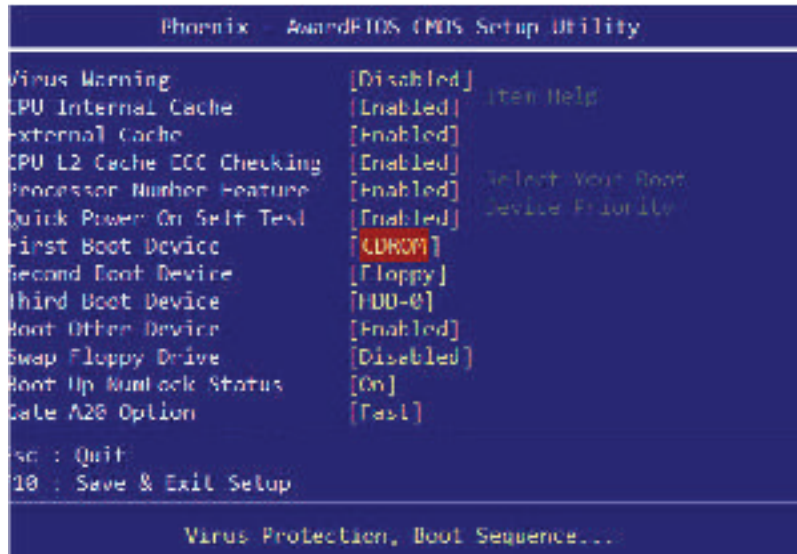 Phoenix - AwardBIOS CMOS Setup Utility
Virus Warning [Disabled]
Item Help
CPU Internal Cache [Enabled]
External Cache [Enabled]
CPU L2 Cache ECC Checking [Enabled]
Select Your Boot
Processor Number Feature [Enabled]
Device Priority
Quick Power On Self Test [Enabled]
First Boot Device [CDROM]
Second Boot Device [Floppy]
Third Boot Device [HDD-0]
Boot Other Device [Enabled]
Swap Floppy Drive [Disabled]
Boot Up NumLock Status [On]
Gate A20 Option [Fast]
Esc : Quit
F10 : Save & Exit Setup
Virus Protection, Boot Sequence...